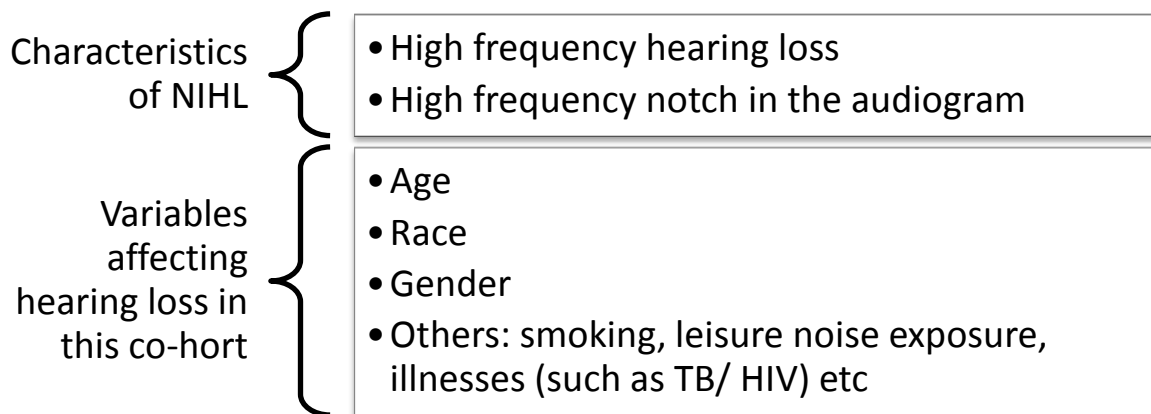 Characteristics
of NIHL
• High frequency hearing loss
• High frequency notch in the audiogram
Variables
affecting
hearing loss in
this co-hort
• Age
• Race
• Gender
• Others: smoking, leisure noise exposure,
illnesses (such as TB/ HIV) etc